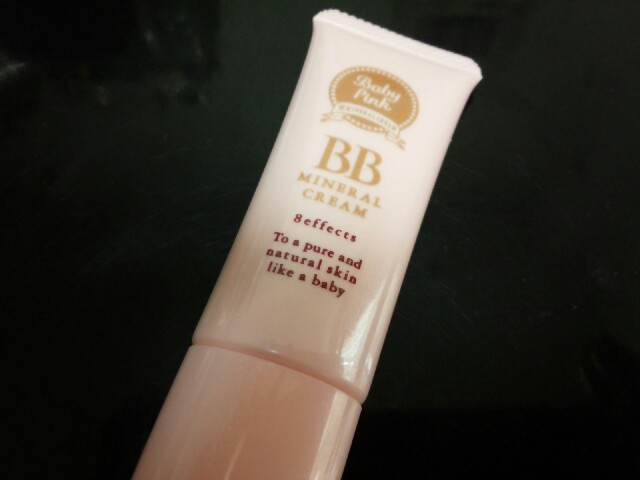 Baby
Pink
BB
MINERAL
CREAM
8effects
To a pure and
natural skin
like a baby